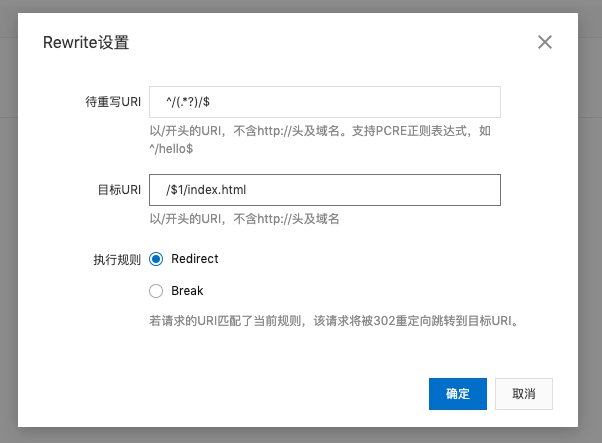 Rewrite设置
待重写URI
^/(.*?)/$
以/开头的URI，不含http://头及域名。支持PCRE正则表达式，如
^/hello$
目标URI
/$1/index.html
以/开头的URI，不含http://头及域名
执行规则
Redirect
Break
若请求的URI匹配了当前规则，该请求将被302重定向跳转到目标URI。
确定
取消